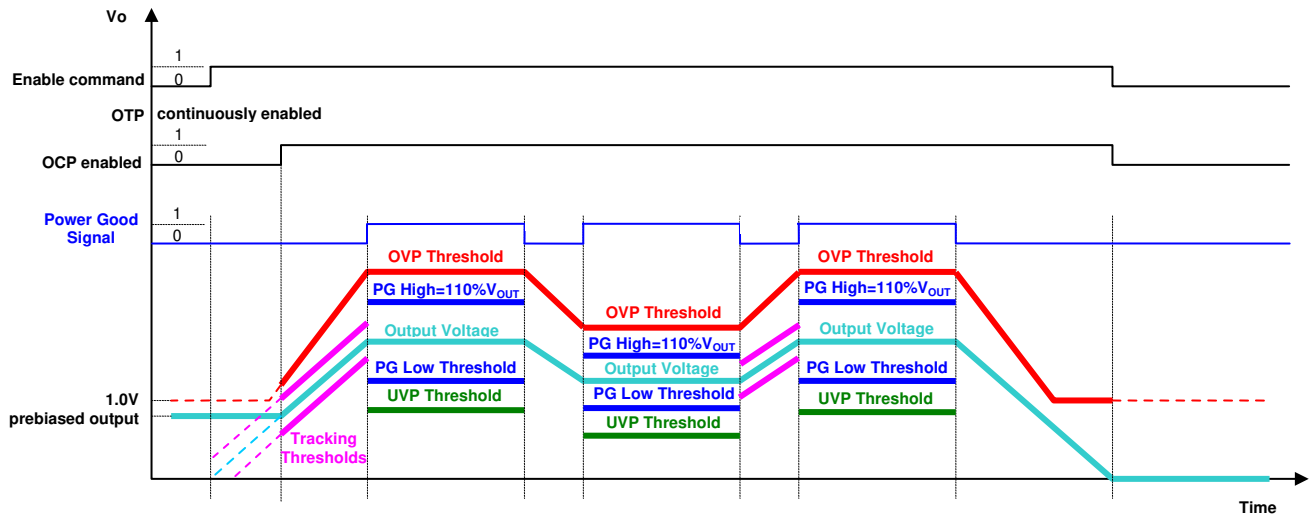 Vo
1
Enable command
0
OTP continuously enabled
1
0
OCP enabled
Power Good
Signal
1
0
OVP Threshold
OVP Threshold
PG High=110%VOUT
PG High=110%VOUT
OVP Threshold
Output Voltage
Output Voltage
PG High=110%VOUT
PG Low Threshold
Output Voltage
PG Low Threshold
1.0V
UVP Threshold
PG Low Threshold
UVP Threshold
prebiased output
UVP Threshold
Tracking
Thresholds
Time